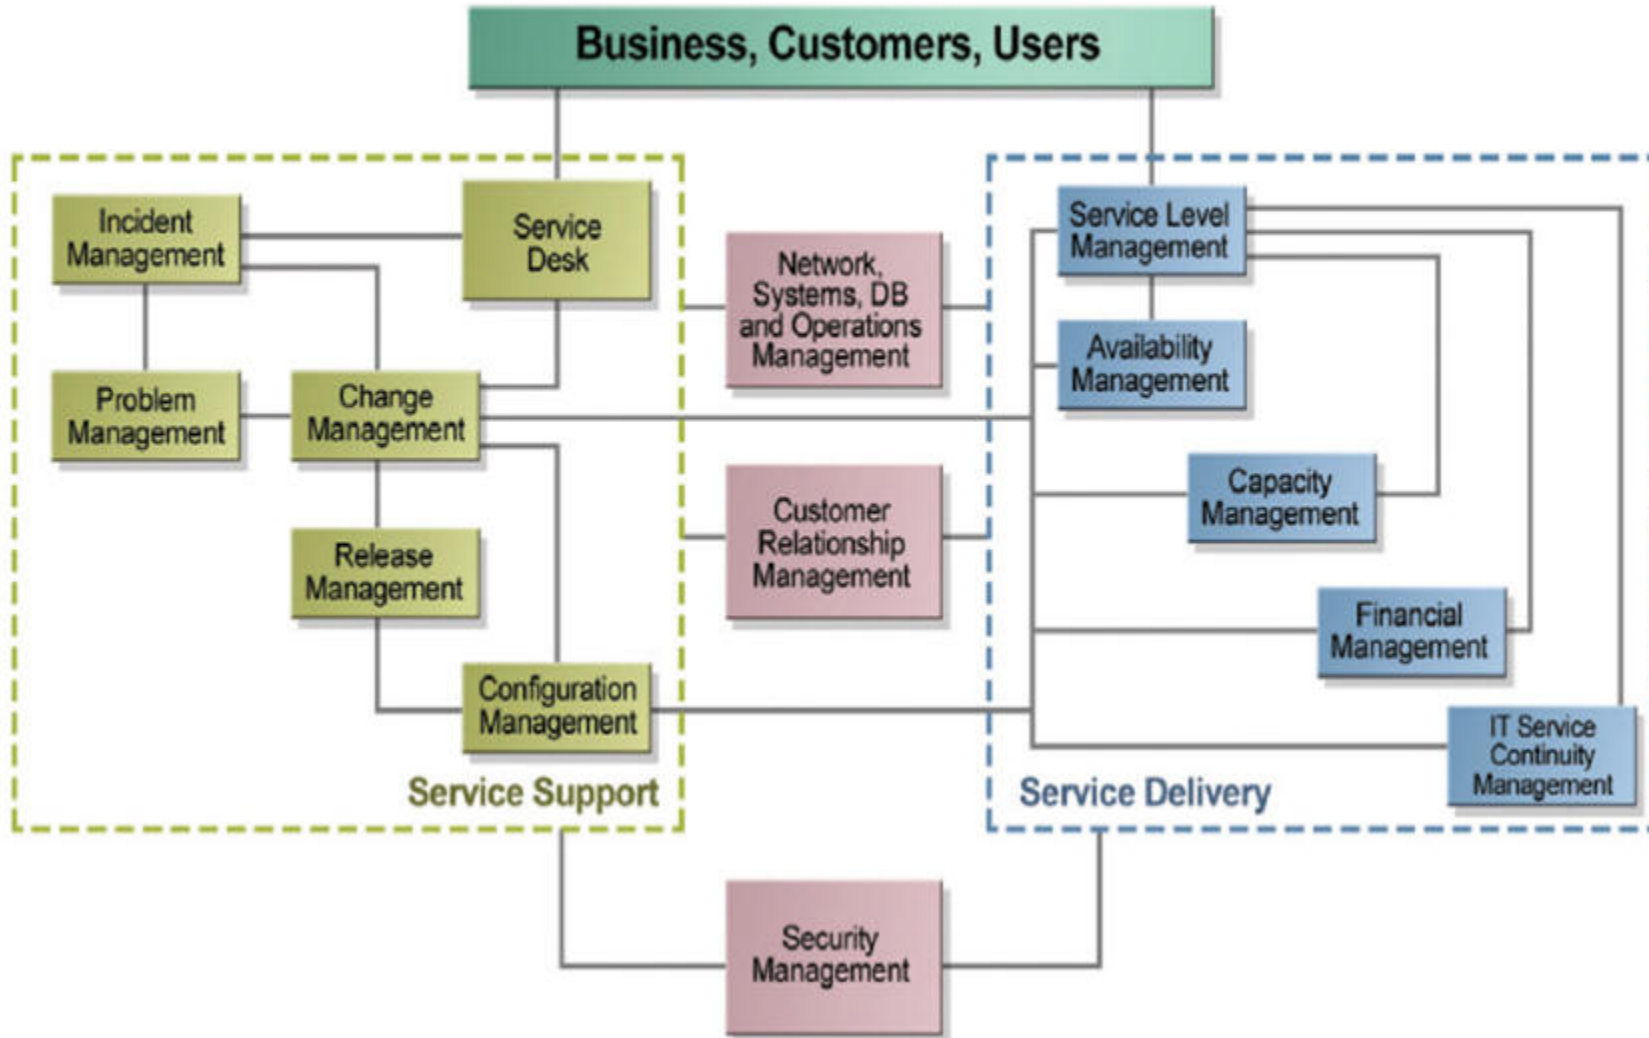 Business, Customers, Users
Incident
Management
Service
Desk
Problem
Management
Change
Management
Release
Management
Configuration
Management
Service Support
Network,
Systems, DB
and Operations
Management
Customer
Relationship
Management
Service Level
Management
Availability
Management
Capacity
Management
Financial
Management
IT Service
Continuity
Management
Service Delivery
Security
Management